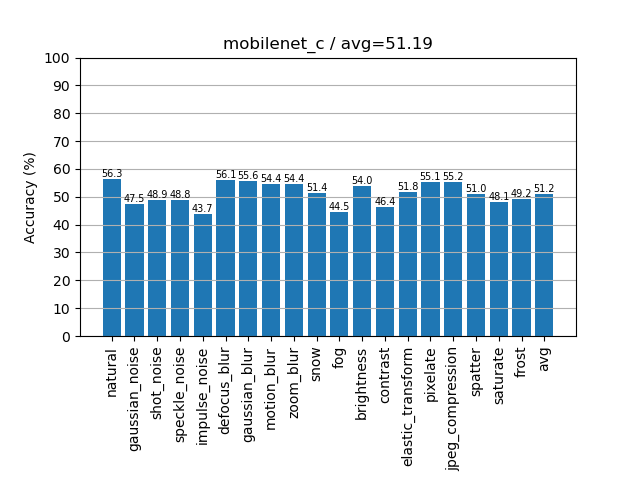 mobilenet_c / avg=51.19
Accuracy (%)
100
90
80
70
60
50
40
30
20
10
0
56.3
47.5
48.9
48.8
43.7
56.1
55.6
54.4
54.4
51.4
44.5
54.0
46.4
51.8
55.1
55.2
51.0
48.1
49.2
51.2
natural
gaussian_noise
shot_noise
speckle_noise
impulse_noise
defocus_blur
gaussian_blur
motion_blur
zoom_blur
snow
fog
brightness
contrast
elastic_transform
pixelate
jpeg_compression
spatter
saturate
frost
avg